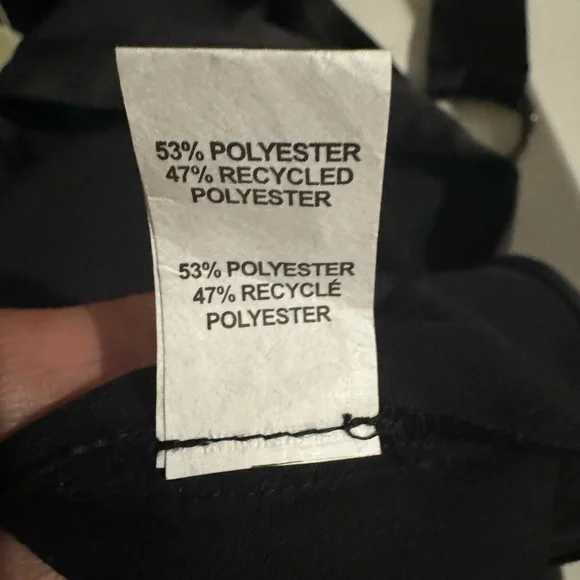 53% POLYESTER
47% RECYCLED
POLYESTER
53% POLYESTER
47% RECYCLÉ
POLYESTER